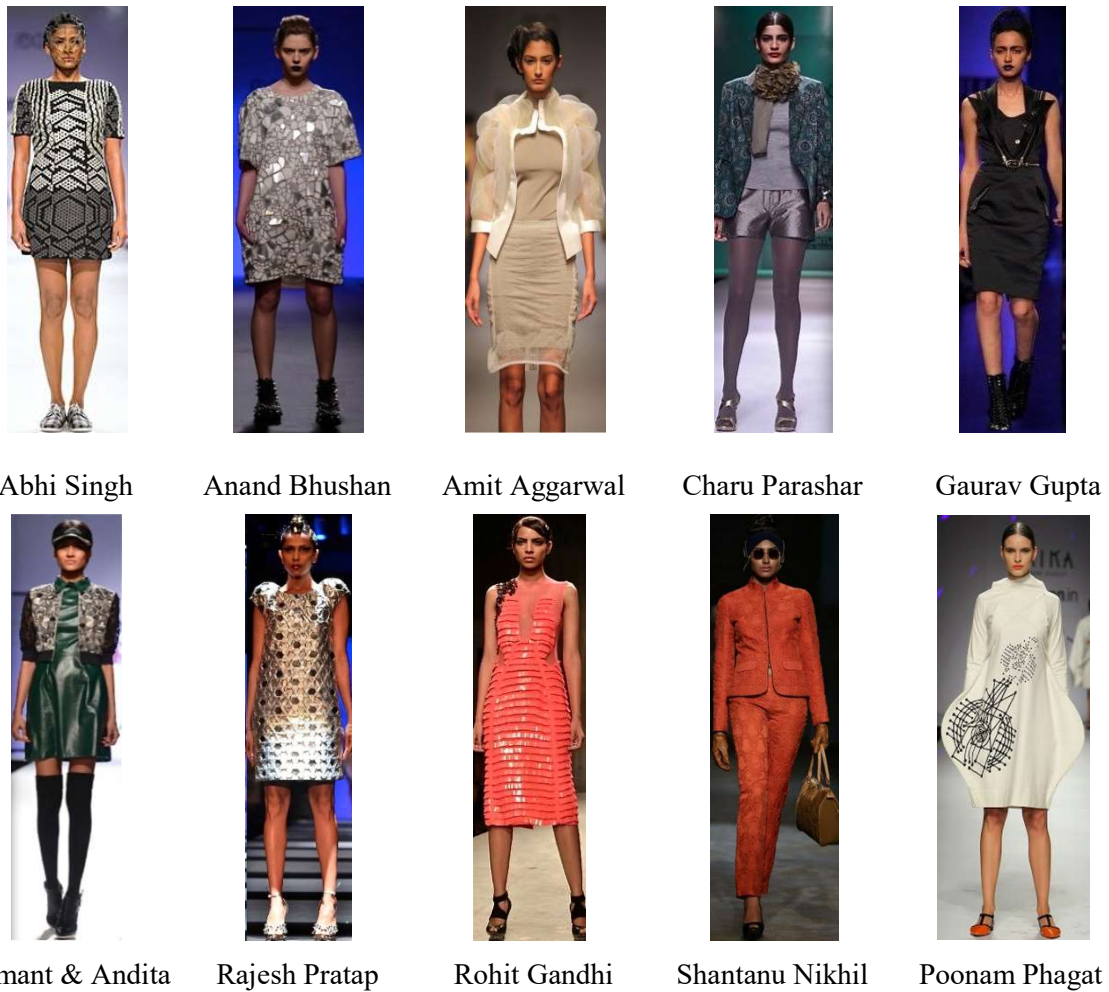 Abhi Singh Anand Bhushan Amit Aggarwal Charu Parashar Gaurav Gupta
mant & Andita Rajesh Pratap Rohit Gandhi Shantanu Nikhil Poonam Phagat